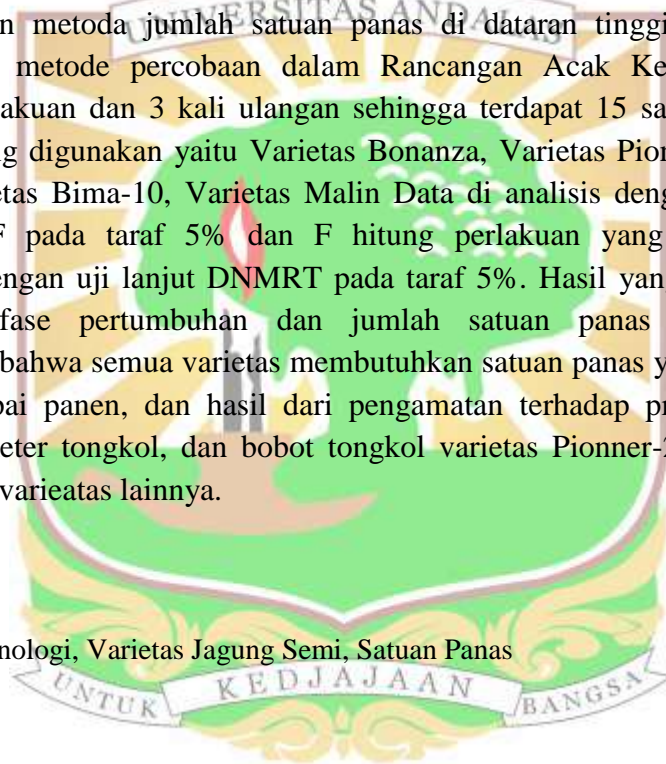 UNIVERSITAS ANDALAS
n metoda jumlah satuan panas di dataran tinggi
metode percobaan dalam Rancangan Acak Ke
akuan dan 3 kali ulangan sehingga terdapat 15 sa
g digunakan yaitu Varietas Bonanza, Varietas Pion
etas Bima-10, Varietas Malin Data di analisis deng
F pada taraf 5% dan F hitung perlakuan yang
engan uji lanjut DNMRT pada taraf 5%. Hasil yan
fase pertumbuhan dan jumlah satuan panas
bahwa semua varietas membutuhkan satuan panas y
pai panen, dan hasil dari pengamatan terhadap pr
eter tongkol, dan bobot tongkol varietas Pionner-2
varieatas lainnya.
nologi, Varietas Jagung Semi, Satuan Panas
UNTUK KEDJAJAAN BANGSA